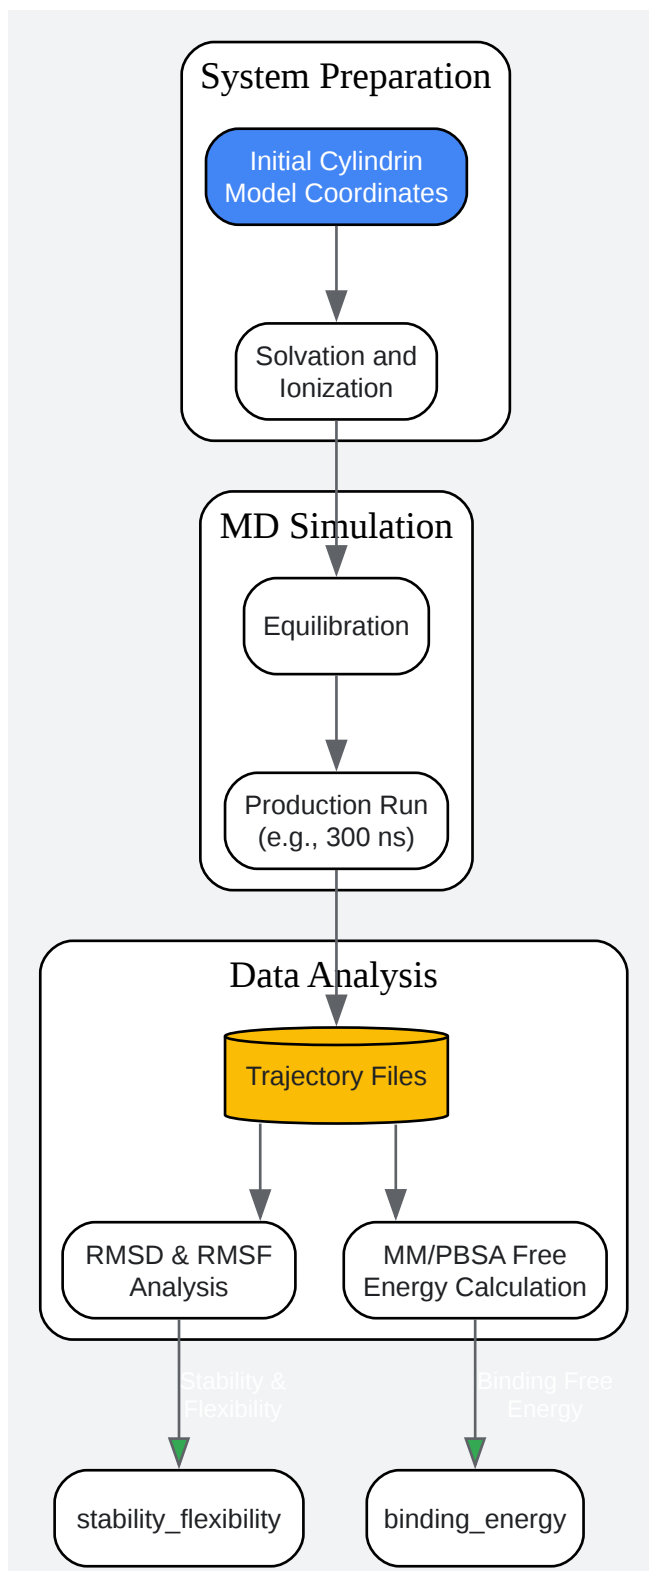 System Preparation
Initial Cylindrin
Model Coordinates
Solvation and
Ionization
MD Simulation
Equilibration
Production Run
(e.g., 300 ns)
Data Analysis
Trajectory Files
RMSD & RMSF
Analysis
MM/PBSA Free
Energy Calculation
Stability &
Flexibility
Binding Free
Energy
stability_flexibility
binding_energy